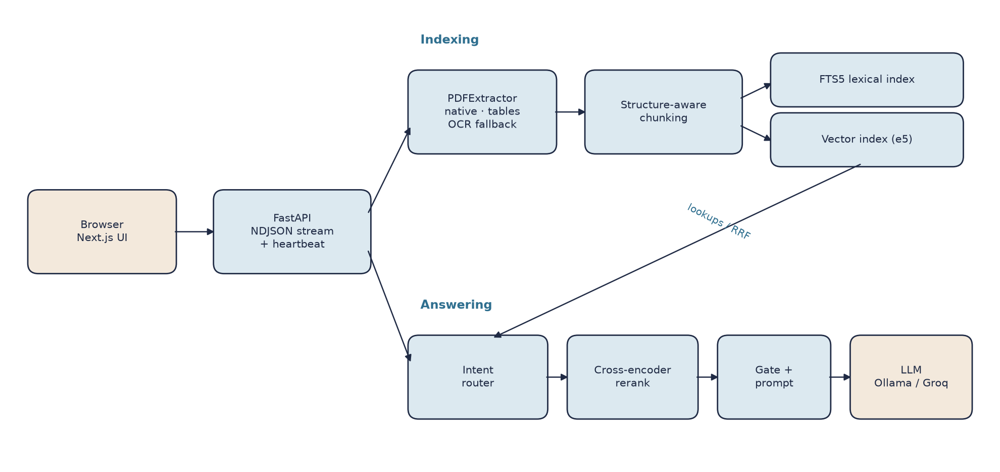 Indexing
PDFExtractor
native · tables
OCR fallback
Structure-aware
chunking
FTS5 lexical index
Vector index (e5)
Browser
Next.js UI
FastAPI
NDJSON stream
+ heartbeat
lookups / RRF
Answering
Intent
router
Cross-encoder
rerank
Gate +
prompt
LLM
Ollama / Groq